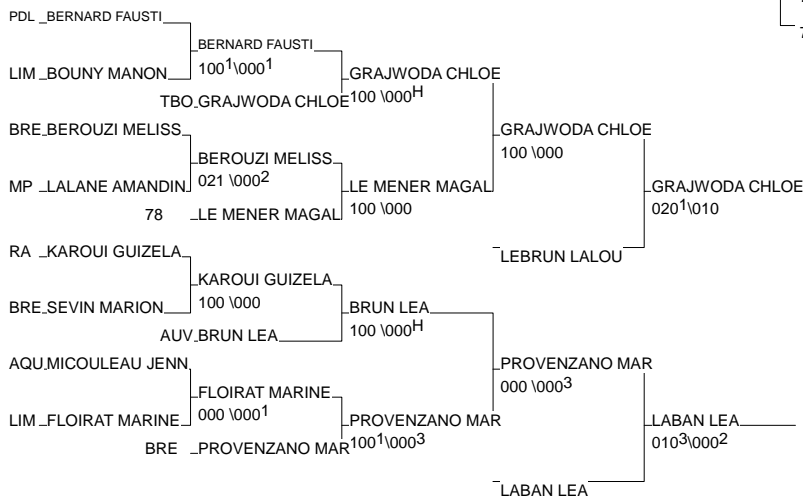 PDL BERNARD FAUSTI
BERNARD FAUSTI
100¹\000¹
LIM BOUNY MANON
GRAJWODA CHLOE
100 \000ᴴ
TBO GRAJWODA CHLOE
BRE BEROUZI MELISS
GRAJWODA CHLOE
100 \000
BEROUZI MELISS
021 \000²
MP LALANE AMANDIN
LE MENER MAGAL
100 \000
GRAJWODA CHLOE
020¹\010
78 LE MENER MAGAL
RA KAROUI GUIZELA
LEBRUN LALOU
KAROUI GUIZELA
100 \000
BRE SEVIN MARION
BRUN LEA
100 \000ᴴ
AUV BRUN LEA
AQU MICOULEAU JENN
PROVENZANO MAR
000 \000³
FLOIRAT MARINE
000 \000¹
LIM FLOIRAT MARINE
PROVENZANO MAR
100¹\000³
LABAN LEA
010³\000²
BRE PROVENZANO MAR
LABAN LEA